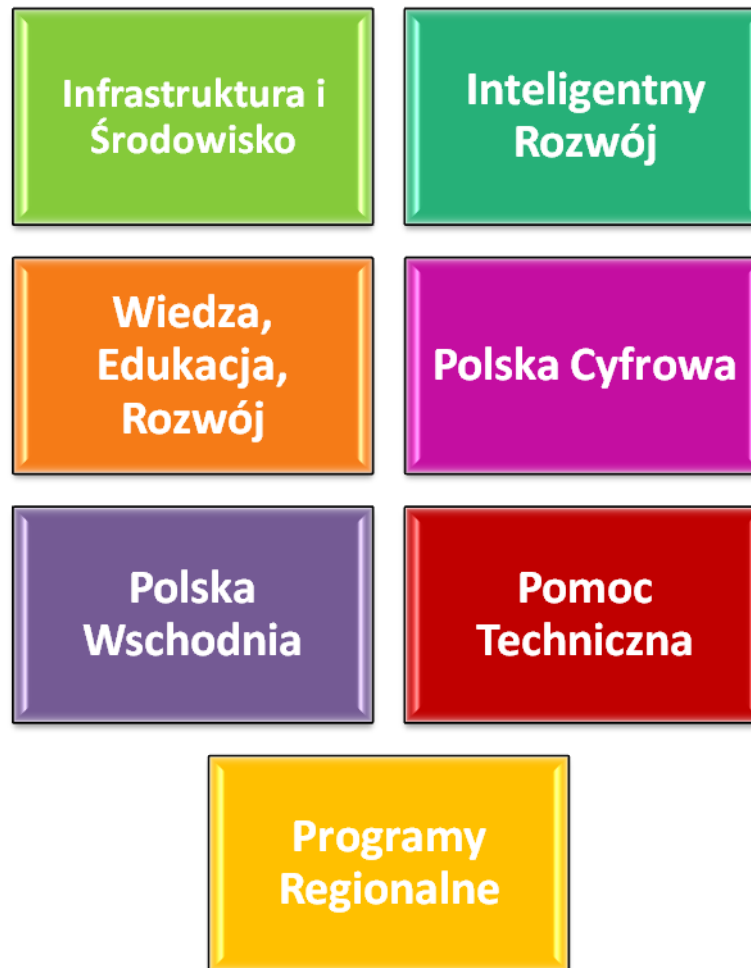 Infrastruktura i
Środowisko
Inteligentny
Rozwój
Wiedza,
Edukacja,
Rozwój
Polska Cyfrowa
Polska
Wschodnia
Pomoc
Techniczna
Programy
Regionalne